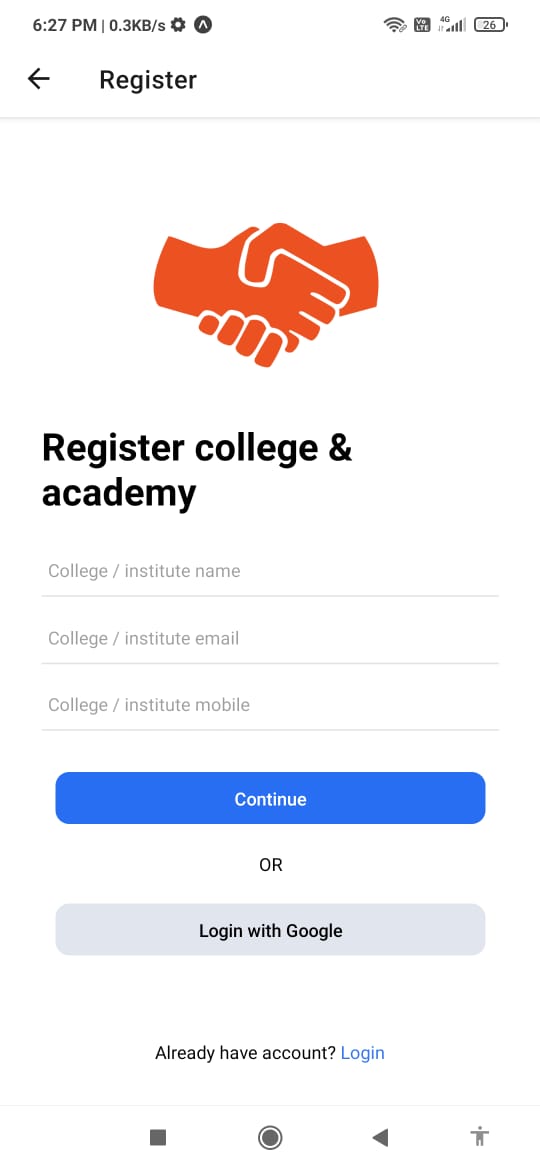 6:27 PM | 0.3KB/s
Vo LTE
4G
26
Register
Register college &
academy
College / institute name
College / institute email
College / institute mobile
Continue
OR
Login with Google
Already have account? Login